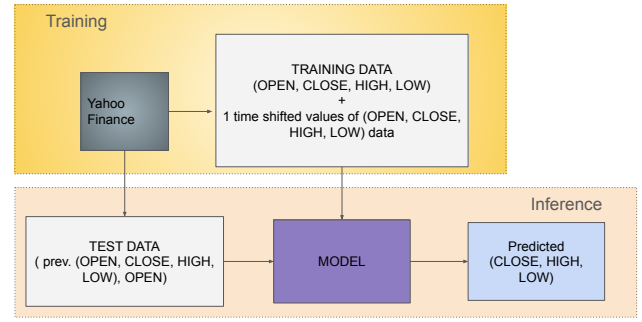 Training
Yahoo
Finance
TRAINING DATA
(OPEN, CLOSE, HIGH, LOW)
+
1 time shifted values of (OPEN, CLOSE,
HIGH, LOW) data
Inference
TEST DATA
( prev. (OPEN, CLOSE, HIGH,
LOW), OPEN)
MODEL
Predicted
(CLOSE, HIGH,
LOW)